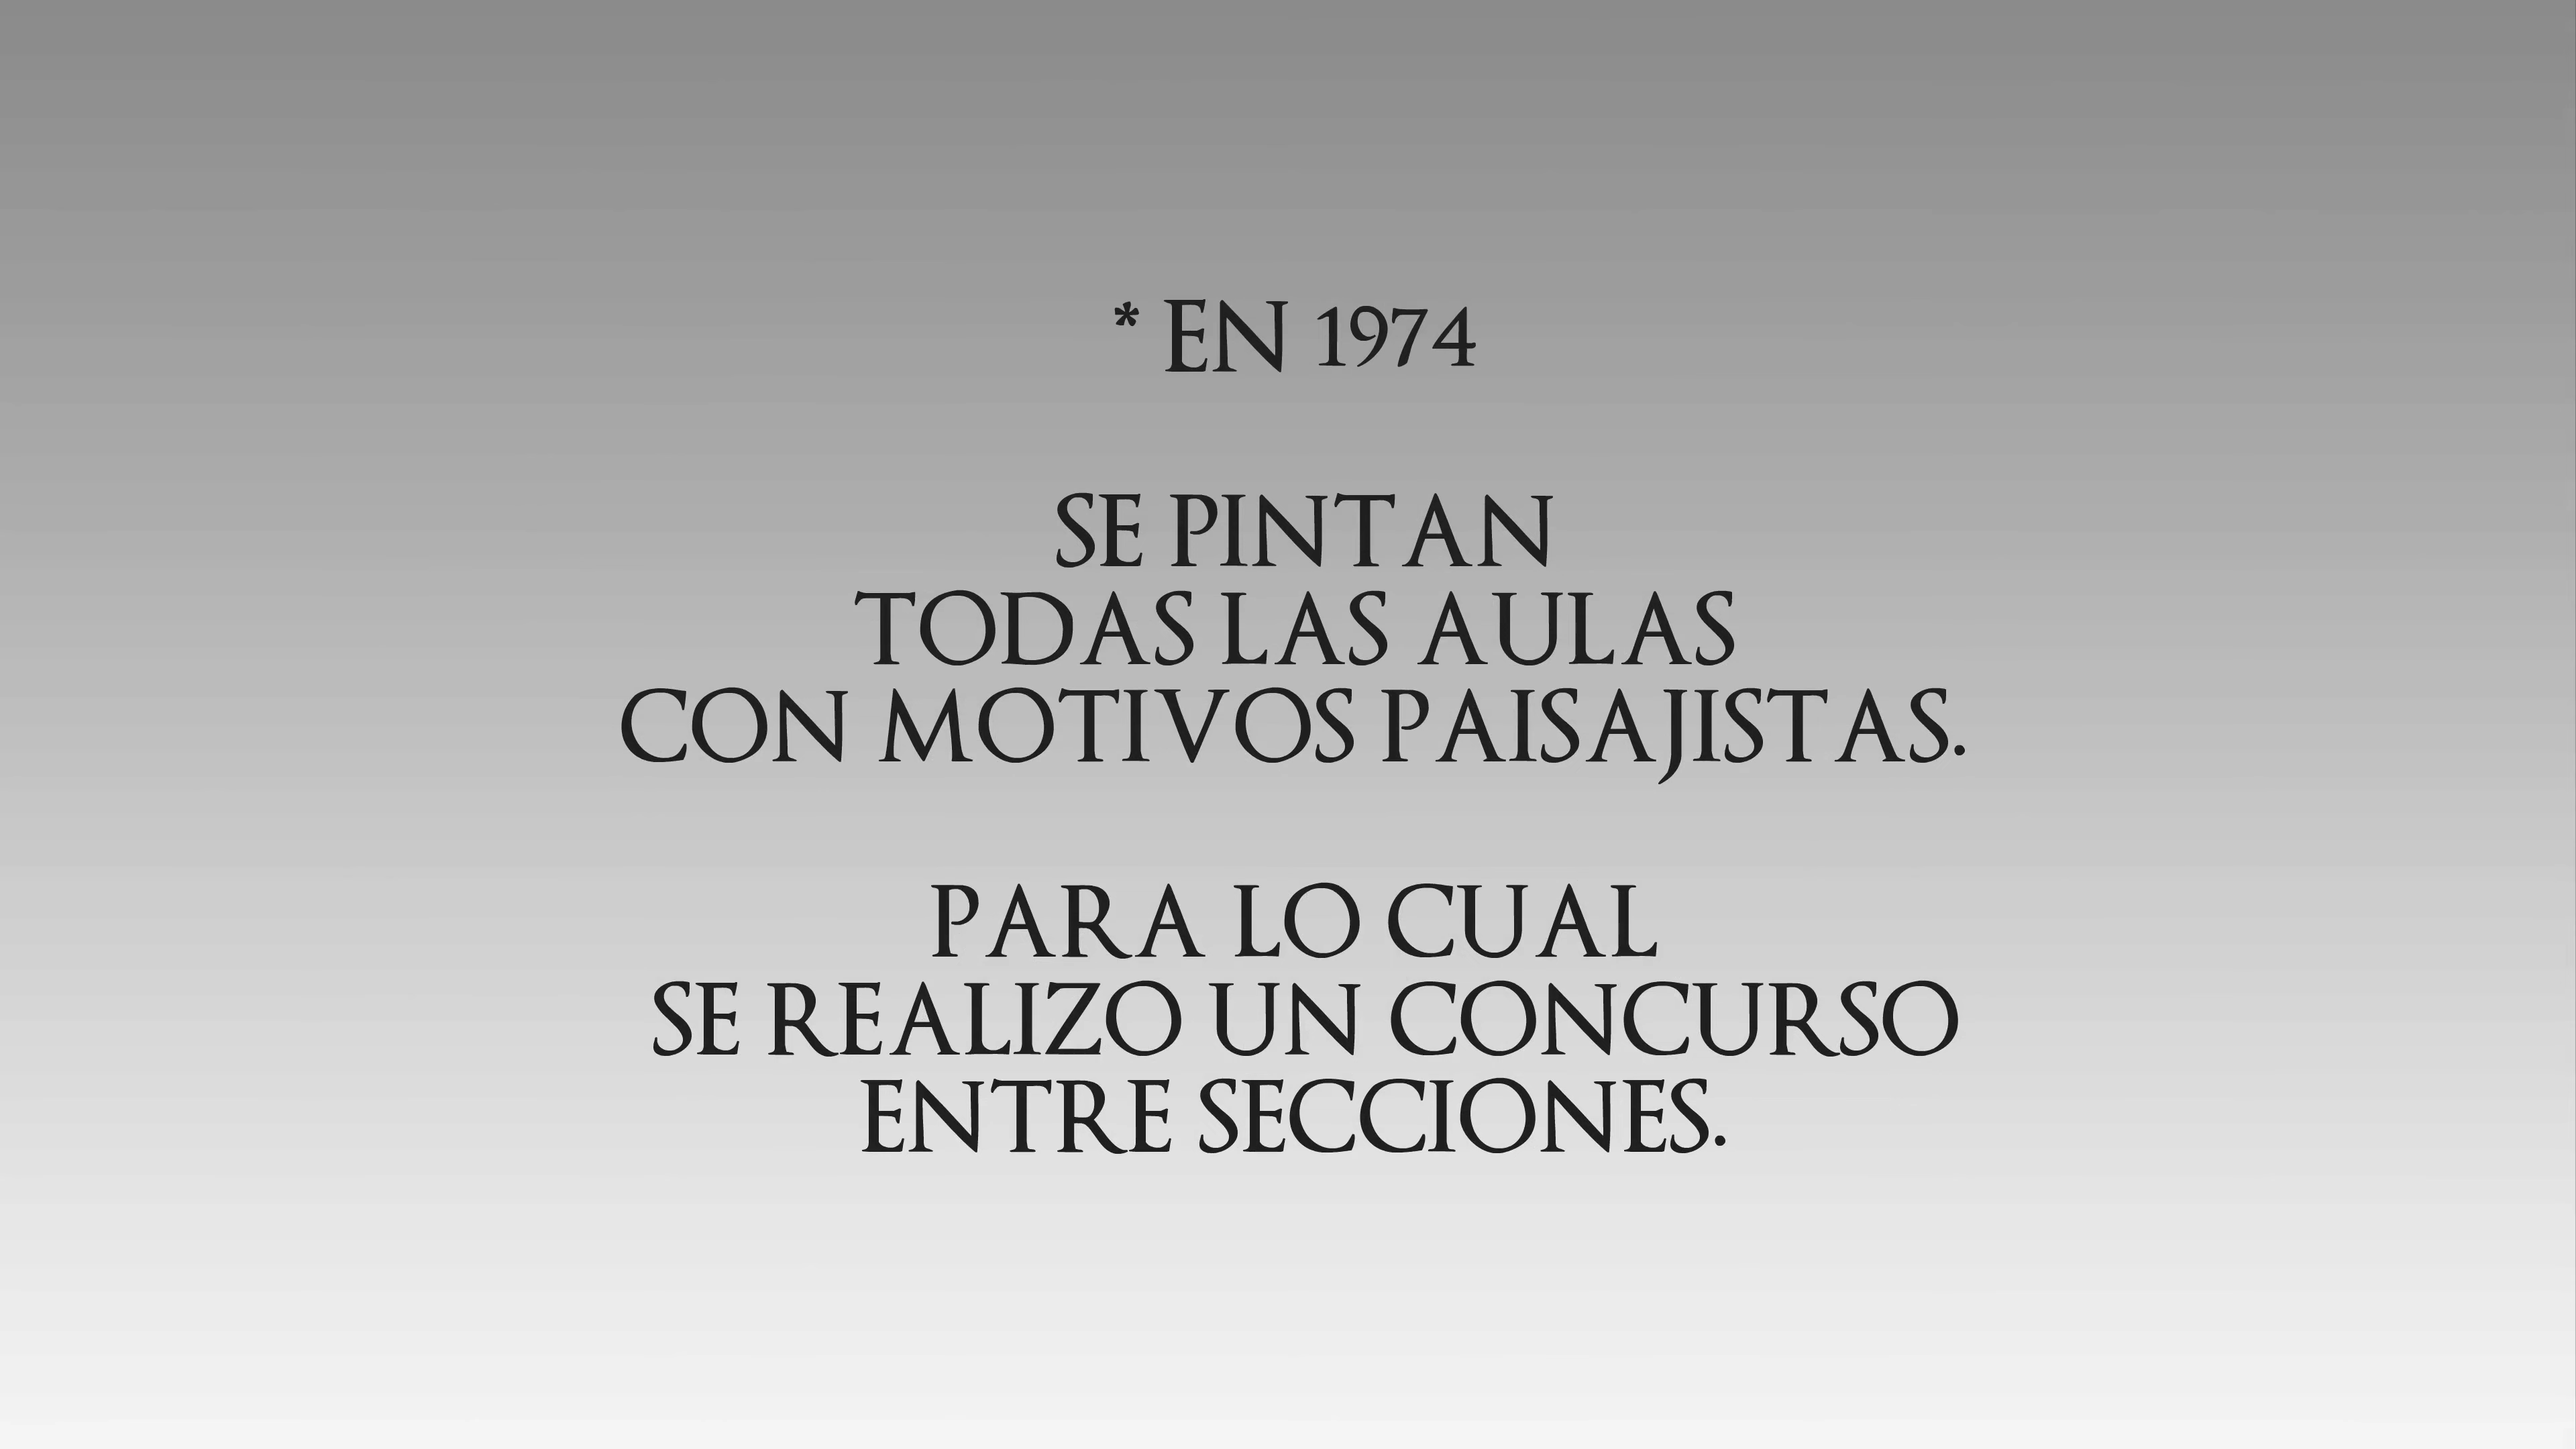 * EN 1974
SE PINTAN
TODAS LAS AULAS
CON MOTIVOS PAISAJISTAS.
PARA LO CUAL
SE REALIZO UN CONCURSO
ENTRE SECCIONES.